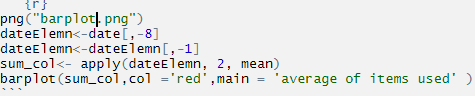 {r}
png("barplot.png")
dateElemn<-date[,-8]
dateElemn<-dateElemn[,-1]
sum_col<- apply(dateElemn, 2, mean)
barplot(sum_col,col ='red',main = 'average of items used' )
```